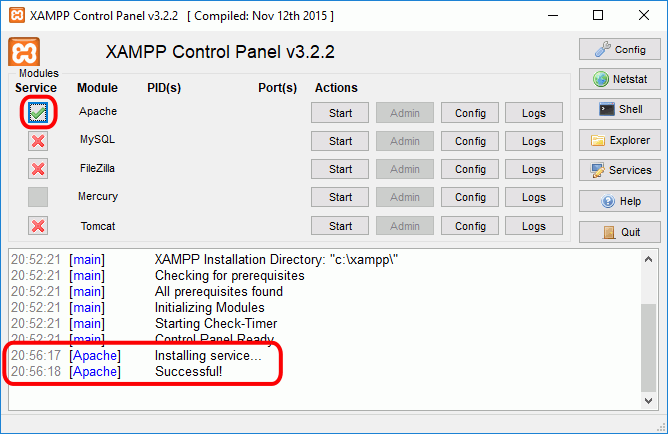 XAMPP Control Panel v3.2.2 [ Compiled: Nov 12th 2015 ]
XAMPP Control Panel v3.2.2
Config
Modules
Service Module PID(s) Port(s) Actions
Netstat
Apache Start Admin Config Logs
Shell
MySQL Start Admin Config Logs
Explorer
FileZilla Start Admin Config Logs
Services
Mercury Start Admin Config Logs
Help
Tomcat Start Admin Config Logs
Quit
20:52:21 [main] XAMPP Installation Directory: "c:\xampp\"
20:52:21 [main] Checking for prerequisites
20:52:21 [main] All prerequisites found
20:52:21 [main] Initializing Modules
20:52:21 [main] Starting Check-Timer
20:52:21 [main] Control Panel Ready
20:56:17 [Apache] Installing service...
20:56:18 [Apache] Successful!